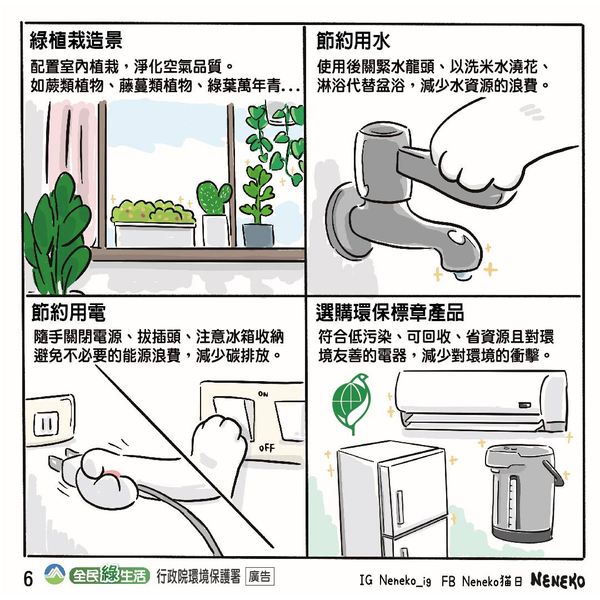 綠植栽造景
配置室內植栽，淨化空氣品質。
如蕨類植物、藤蔓類植物、綠葉萬年青...
節約用水
使用後關緊水龍頭、以洗米水澆花、
淋浴代替盆浴，減少水資源的浪費。
節約用電
隨手關閉電源、拔插頭、注意冰箱收納
避免不必要的能源浪費，減少碳排放。
ON
OFF
選購環保標章產品
符合低污染、可回收、省資源且對環
境友善的電器，減少對環境的衝擊。
6 全民綠生活 行政院環境保護署 廣告
IG Neneko_ig FB Neneko貓日 NENEKO